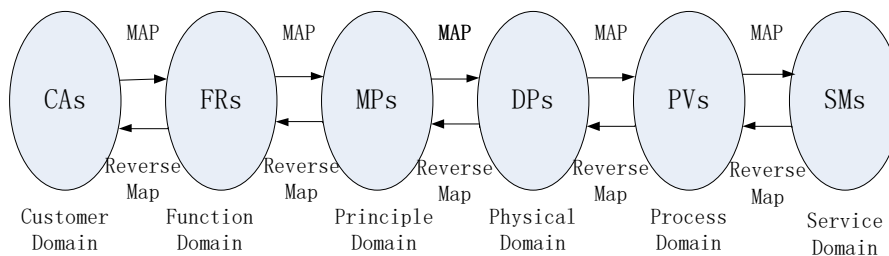 MAP MAP MAP MAP MAP
CAs FRs MPs DPs PVs SMs
Reverse Reverse Reverse Reverse Reverse
Map Map Map Map Map
Customer Function Principle Physical Process Service
Domain Domain Domain Domain Domain Domain